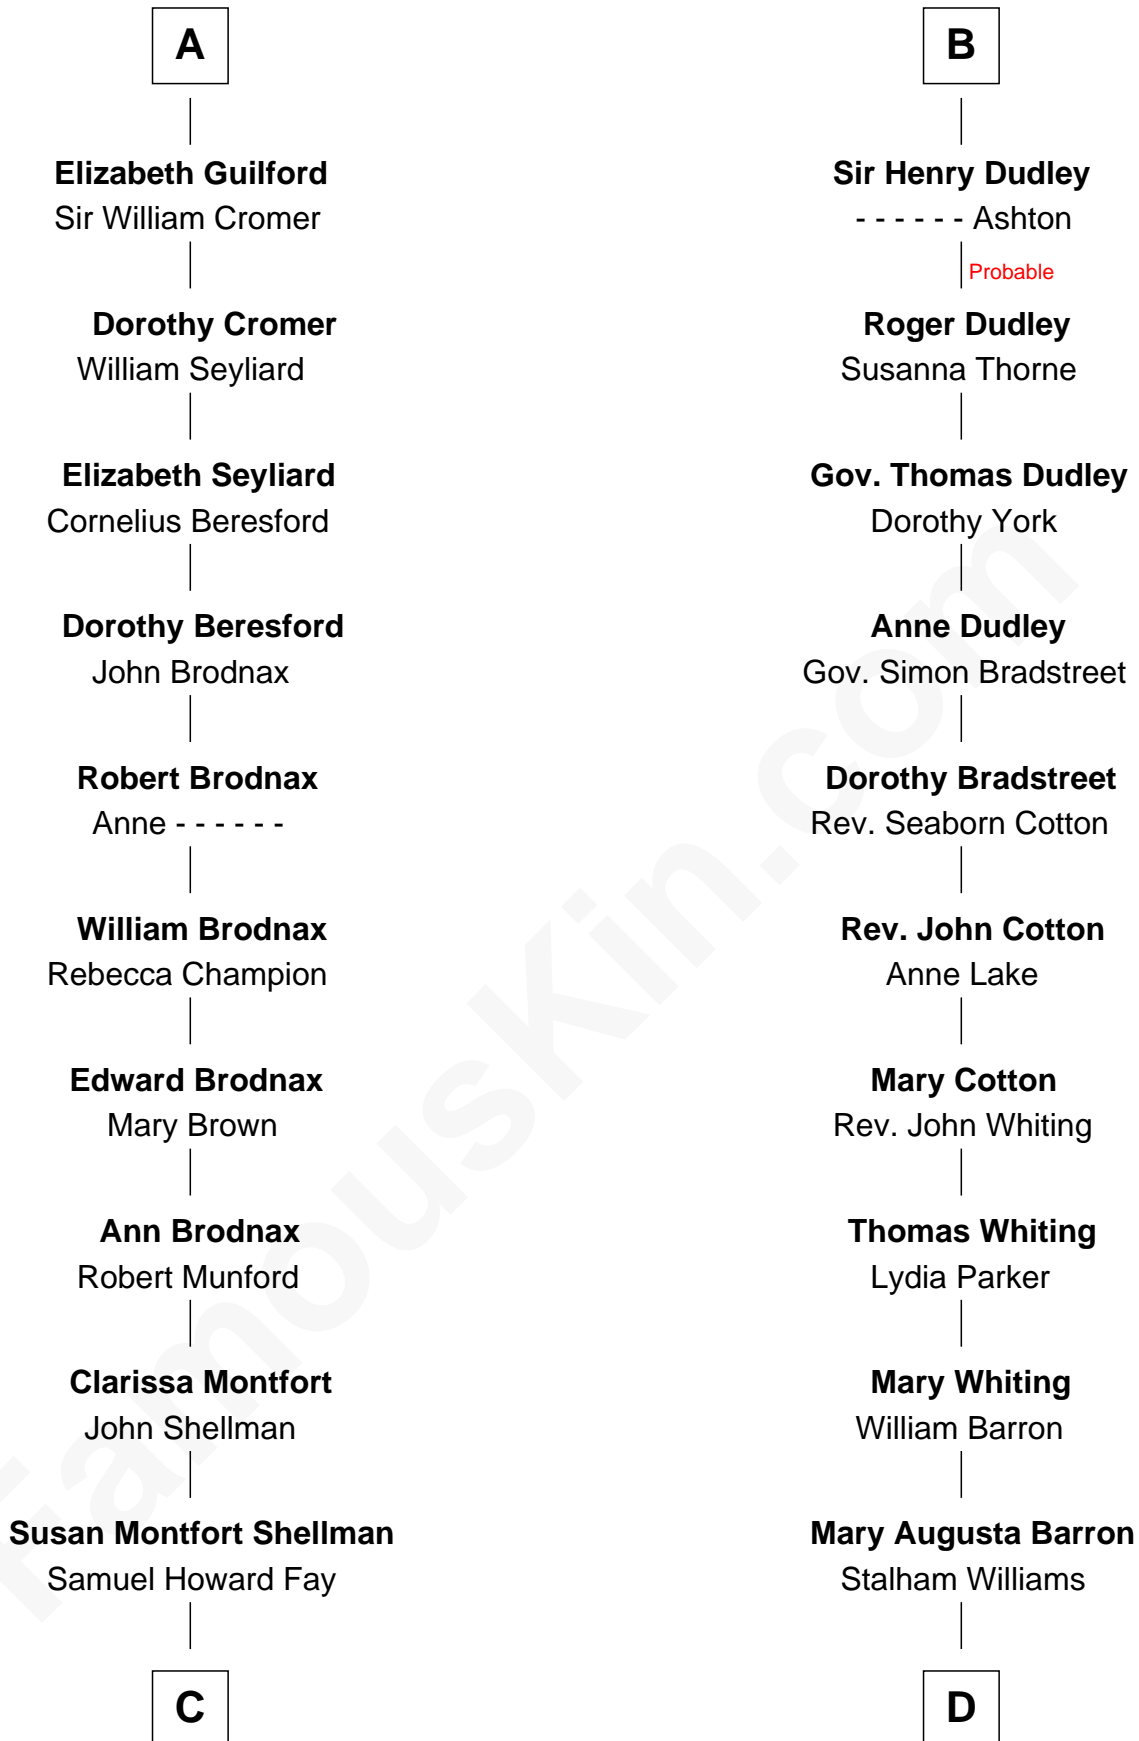 A
Elizabeth Guilford
Sir William Cromer
Dorothy Cromer
William Seyliard
Elizabeth Seyliard
Cornelius Beresford
Dorothy Beresford
John Brodnax
Robert Brodnax
Anne - - - - - -
William Brodnax
Rebecca Champion
Edward Brodnax
Mary Brown
Ann Brodnax
Robert Munford
Clarissa Montfort
John Shellman
Susan Montfort Shellman
Samuel Howard Fay
C
B
Sir Henry Dudley
- - - - - - Ashton
Probable
Roger Dudley
Susanna Thorne
Gov. Thomas Dudley
Dorothy York
Anne Dudley
Gov. Simon Bradstreet
Dorothy Bradstreet
Rev. Seaborn Cotton
Rev. John Cotton
Anne Lake
Mary Cotton
Rev. John Whiting
Thomas Whiting
Lydia Parker
Mary Whiting
William Barron
Mary Augusta Barron
Stalham Williams
D
FamousKin.com